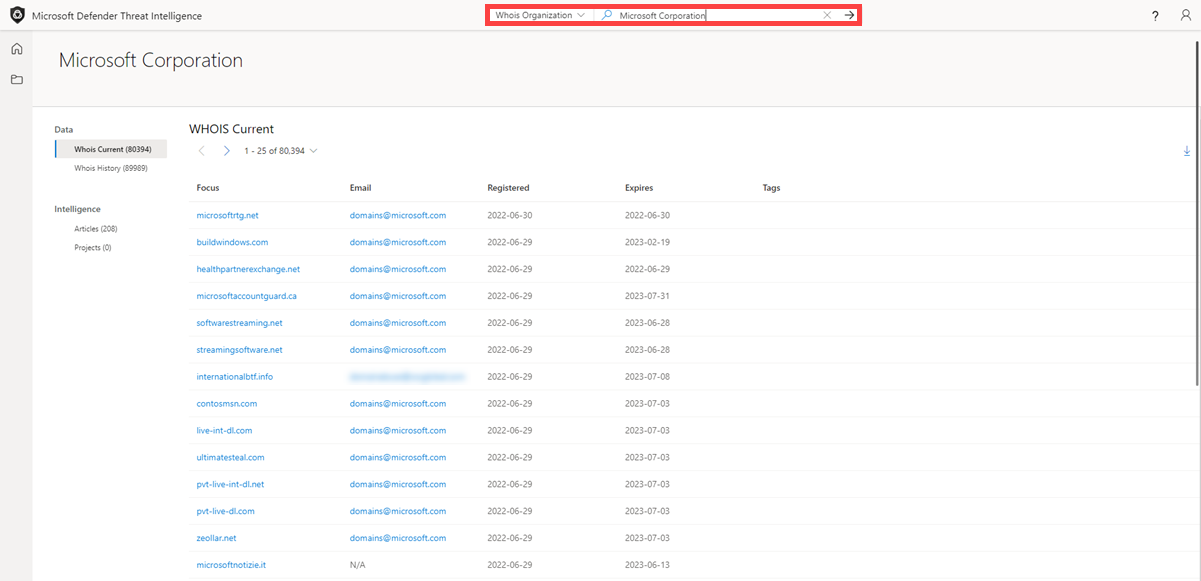 Microsoft Defender Threat Intelligence Whois Organization Microsoft Corporation ?
Microsoft Corporation
Data
Whois Current (80394)
Whois History (89989)
Intelligence
Articles (208)
Projects (0)
WHOIS Current
1 - 25 of 80,394
Focus Email Registered Expires Tags
microsoftrtg.net domains@microsoft.com 2022-06-30 2022-06-30
buildwindows.com domains@microsoft.com 2022-06-29 2023-02-19
healthpartnerexchange.net domains@microsoft.com 2022-06-29 2022-06-29
microsoftaccountguard.ca domains@microsoft.com 2022-06-29 2023-07-31
softwarestreaming.net domains@microsoft.com 2022-06-29 2023-06-28
streamingsoftware.net domains@microsoft.com 2022-06-29 2023-06-28
internationalbtf.info 2022-06-29 2023-07-08
contosmsn.com domains@microsoft.com 2022-06-29 2023-07-03
live-int-dl.com domains@microsoft.com 2022-06-29 2023-07-03
ultimatesteal.com domains@microsoft.com 2022-06-29 2023-07-03
pvt-live-int-dl.net domains@microsoft.com 2022-06-29 2023-07-03
pvt-live-dl.com domains@microsoft.com 2022-06-29 2023-07-03
zeollar.net domains@microsoft.com 2022-06-29 2023-07-03
microsoftnotizie.it N/A 2022-06-29 2023-06-13